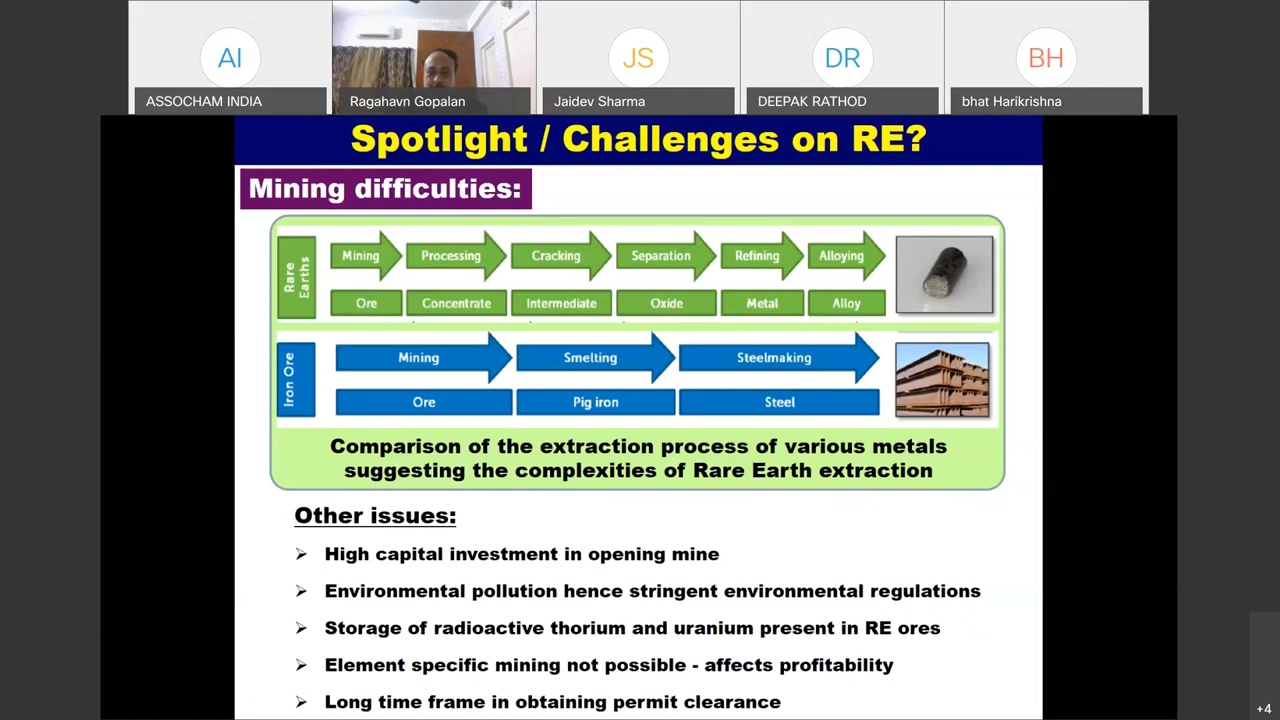 AI
JS
DR
BH
ASSOCHAM INDIA
Ragahavn Gopalan
Jaidev Sharma
DEEPAK RATHOD
bhat Harikrishna
Spotlight / Challenges on RE?
Mining difficulties:
Rare
Earths
Mining
Processing
Cracking
Separation
Refining
Alloying
Ore
Concentrate
Intermediate
Oxide
Metal
Alloy
Iron Ore
Mining
Smelting
Steelmaking
Ore
Pig iron
Steel
Comparison of the extraction process of various metals
suggesting the complexities of Rare Earth extraction
Other issues:
➢ High capital investment in opening mine
➢ Environmental pollution hence stringent environmental regulations
➢ Storage of radioactive thorium and uranium present in RE ores
➢ Element specific mining not possible - affects profitability
➢ Long time frame in obtaining permit clearance
+4